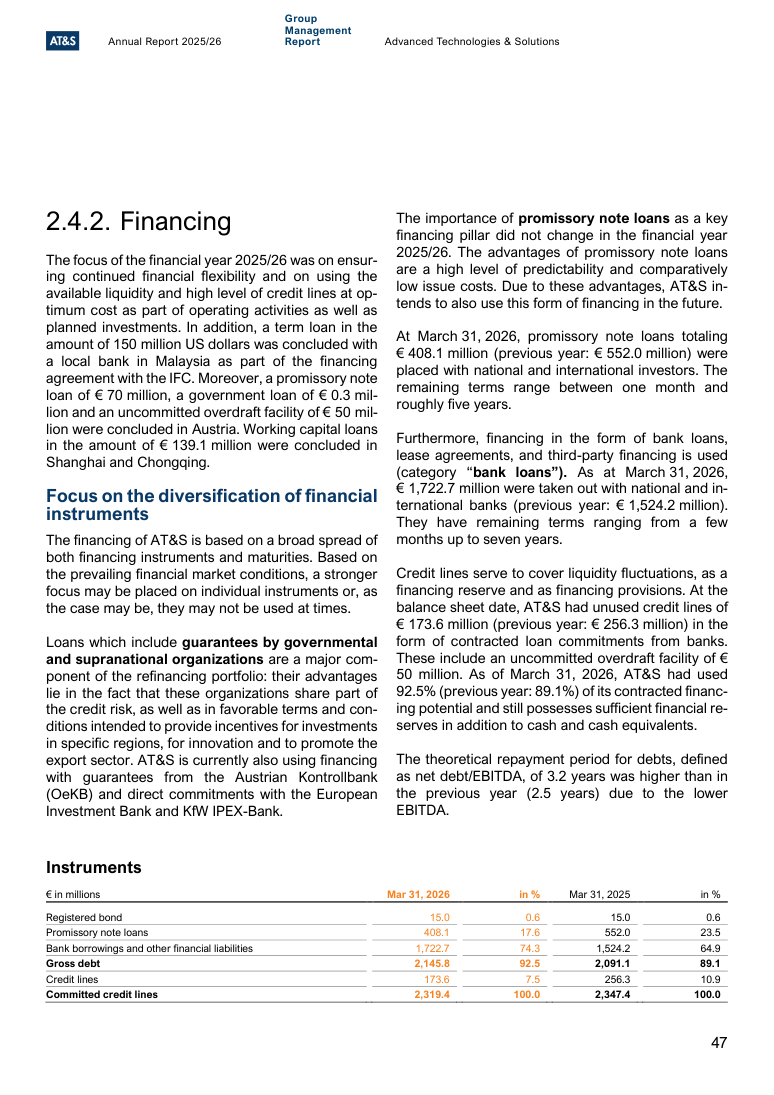 AT&S
Annual Report 2025/26
Group
Management
Report
Advanced Technologies & Solutions
2.4.2. Financing
The focus of the financial year 2025/26 was on ensur-
ing continued financial flexibility and on using the
available liquidity and high level of credit lines at op-
timum cost as part of operating activities as well as
planned investments. In addition, a term loan in the
amount of 150 million US dollars was concluded with
a local bank in Malaysia as part of the financing
agreement with the IFC. Moreover, a promissory note
loan of € 70 million, a government loan of € 0.3 mil-
lion and an uncommitted overdraft facility of € 50 mil-
lion were concluded in Austria. Working capital loans
in the amount of € 139.1 million were concluded in
Shanghai and Chongqing.
Focus on the diversification of financial
instruments
The financing of AT&S is based on a broad spread of
both financing instruments and maturities. Based on
the prevailing financial market conditions, a stronger
focus may be placed on individual instruments or, as
the case may be, they may not be used at times.
Loans which include guarantees by governmental
and supranational organizations are a major com-
ponent of the refinancing portfolio: their advantages
lie in the fact that these organizations share part of
the credit risk, as well as in favorable terms and con-
ditions intended to provide incentives for investments
in specific regions, for innovation and to promote the
export sector. AT&S is currently also using financing
with guarantees from the Austrian Kontrollbank
(OeKB) and direct commitments with the European
Investment Bank and KfW IPEX-Bank.
The importance of promissory note loans as a key
financing pillar did not change in the financial year
2025/26. The advantages of promissory note loans
are a high level of predictability and comparatively
low issue costs. Due to these advantages, AT&S in-
tends to also use this form of financing in the future.
At March 31, 2026, promissory note loans totaling
€ 408.1 million (previous year: € 552.0 million) were
placed with national and international investors. The
remaining terms range between one month and
roughly five years.
Furthermore, financing in the form of bank loans,
lease agreements, and third-party financing is used
(category “bank loans”). As at March 31, 2026,
€ 1,722.7 million were taken out with national and in-
ternational banks (previous year: € 1,524.2 million).
They have remaining terms ranging from a few
months up to seven years.
Credit lines serve to cover liquidity fluctuations, as a
financing reserve and as financing provisions. At the
balance sheet date, AT&S had unused credit lines of
€ 173.6 million (previous year: € 256.3 million) in the
form of contracted loan commitments from banks.
These include an uncommitted overdraft facility of €
50 million. As of March 31, 2026, AT&S had used
92.5% (previous year: 89.1%) of its contracted financ-
ing potential and still possesses sufficient financial re-
serves in addition to cash and cash equivalents.
The theoretical repayment period for debts, defined
as net debt/EBITDA, of 3.2 years was higher than in
the previous year (2.5 years) due to the lower
EBITDA.
Instruments
€ in millions Mar 31, 2026 in % Mar 31, 2025 in %
Registered bond 15.0 0.6 15.0 0.6
Promissory note loans 408.1 17.6 552.0 23.5
Bank borrowings and other financial liabilities 1,722.7 74.3 1,524.2 64.9
Gross debt 2,145.8 92.5 2,091.1 89.1
Credit lines 173.6 7.5 256.3 10.9
Committed credit lines 2,319.4 100.0 2,347.4 100.0
47